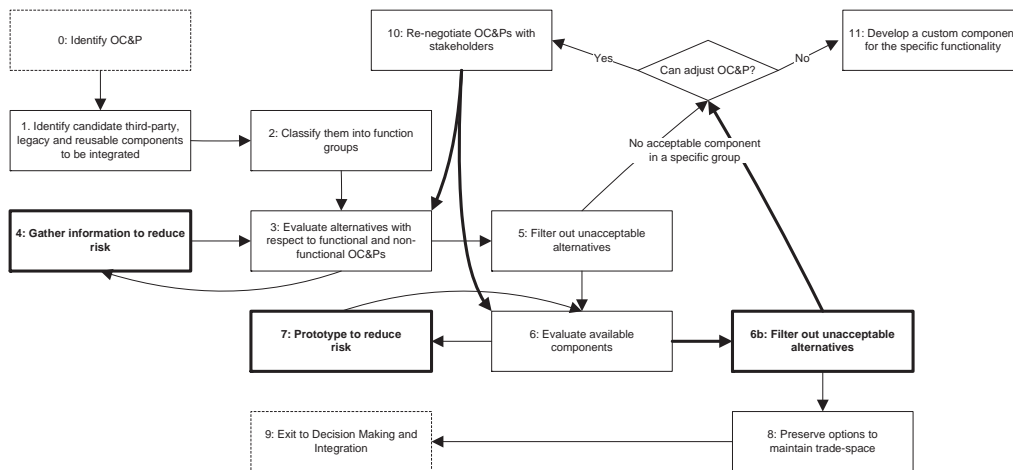 0: Identify OC&P
10: Re-negotiate OC&Ps with
stakeholders
Yes
Can adjust OC&P?
No
11: Develop a custom component
for the specific functionality
1. Identify candidate third-party,
legacy and reusable components
to be integrated
2: Classify them into function
groups
No acceptable component
in a specific group
4: Gather information to reduce
risk
3: Evaluate alternatives with
respect to functional and non-
functional OC&Ps
5: Filter out unacceptable
alternatives
7: Prototype to reduce
risk
6: Evaluate available
components
6b: Filter out unacceptable
alternatives
9: Exit to Decision Making and
Integration
8: Preserve options to
maintain trade-space